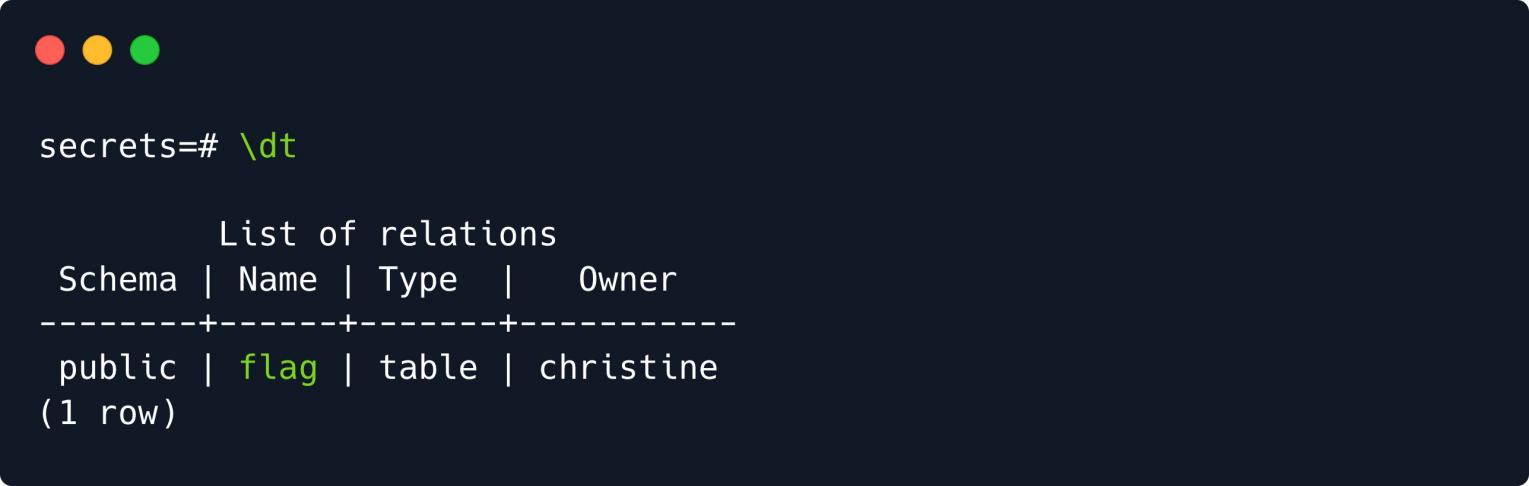 secrets=# \dt
List of relations
Schema | Name | Type  |   Owner
--------+------+-------+-----------
public | flag | table | christine
(1 row)